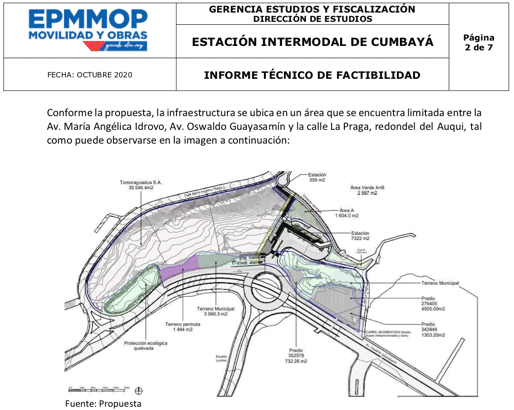 EPMMOP
MOVILIDAD Y OBRAS
GERENCIA ESTUDIOS Y FISCALIZACIÓN
DIRECCIÓN DE ESTUDIOS
ESTACIÓN INTERMODAL DE CUMBAYÁ
Página
2 de 7
FECHA: OCTUBRE 2020
INFORME TÉCNICO DE FACTIBILIDAD
Conforme la propuesta, la infraestructura se ubica en un área que se encuentra limitada entre la
Av. María Angélica Idrovo, Av. Oswaldo Guayasamín y la calle La Praga, redondel del Auqui, tal
como puede observarse en la imagen a continuación:
Estación
359 m2
Tomoraguastus S.A.
35 546.4m2
Área Verde A+B
2 667 m2
Área A
1 604.0 m2
Estación
7322 m2
Terreno Municipal
Predio
279405
4500.00m2
Predio
343849
1303.20m2
Terreno Municipal
3 566.3 m2
Terreno permuta
1 494 m2
Protección ecológica
quebrada
Predio
352576
732.28 m2
Fuente: Propuesta